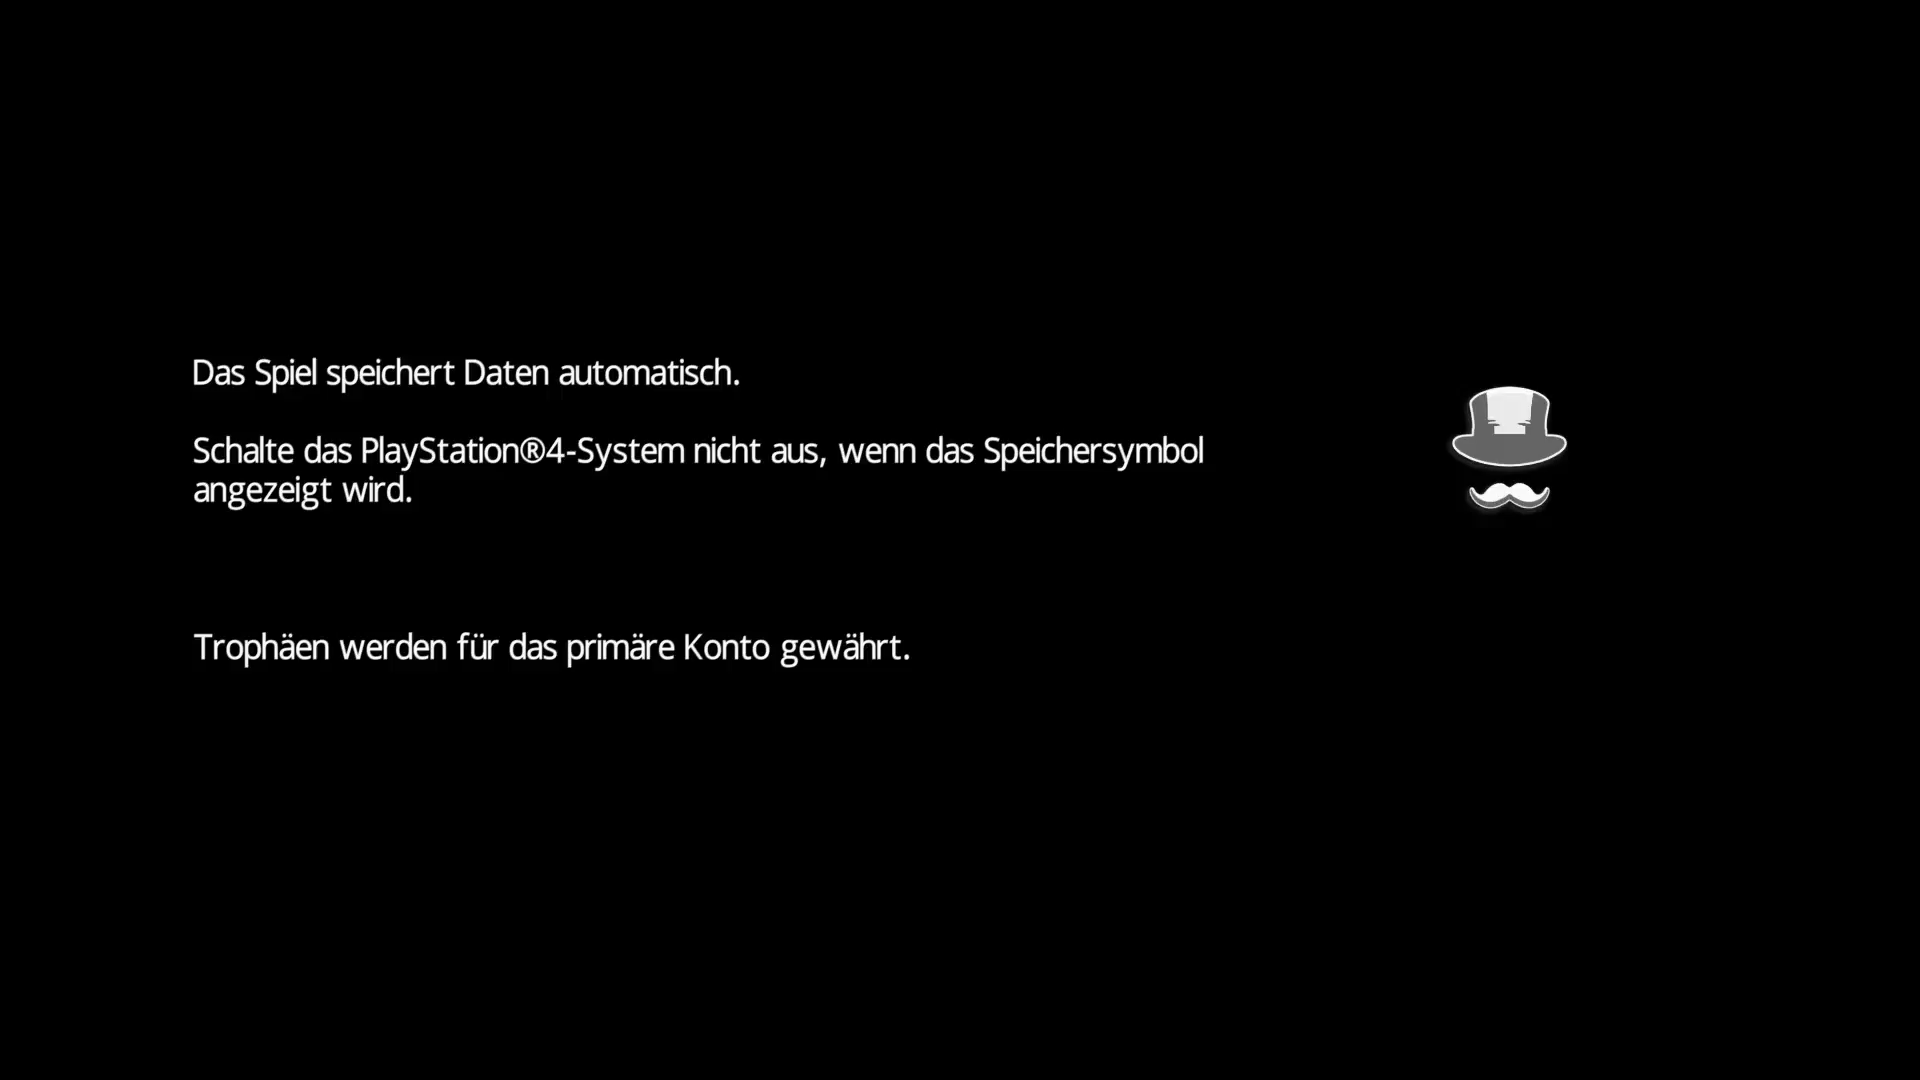 Das Spiel speichert Daten automatisch.
Schalte das PlayStation®4-System nicht aus, wenn das Speichersymbol
angezeigt wird.
Trophäen werden für das primäre Konto gewährt.